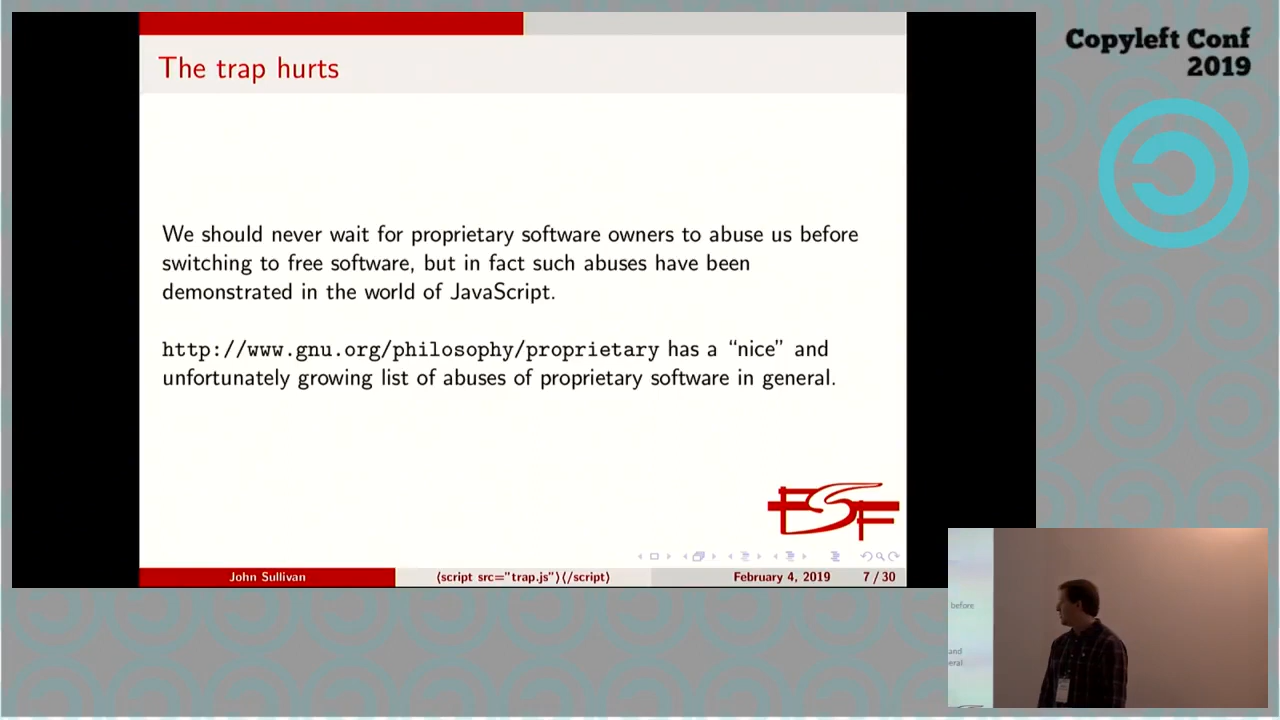 Copyleft Conf
2019
The trap hurts
We should never wait for proprietary software owners to abuse us before
switching to free software, but in fact such abuses have been
demonstrated in the world of JavaScript.
http://www.gnu.org/philosophy/proprietary has a “nice” and
unfortunately growing list of abuses of proprietary software in general.
FSF
John Sullivan
⟨script src="trap.js"⟩⟨/script⟩
February 4, 2019
7 / 30
before
and
eral